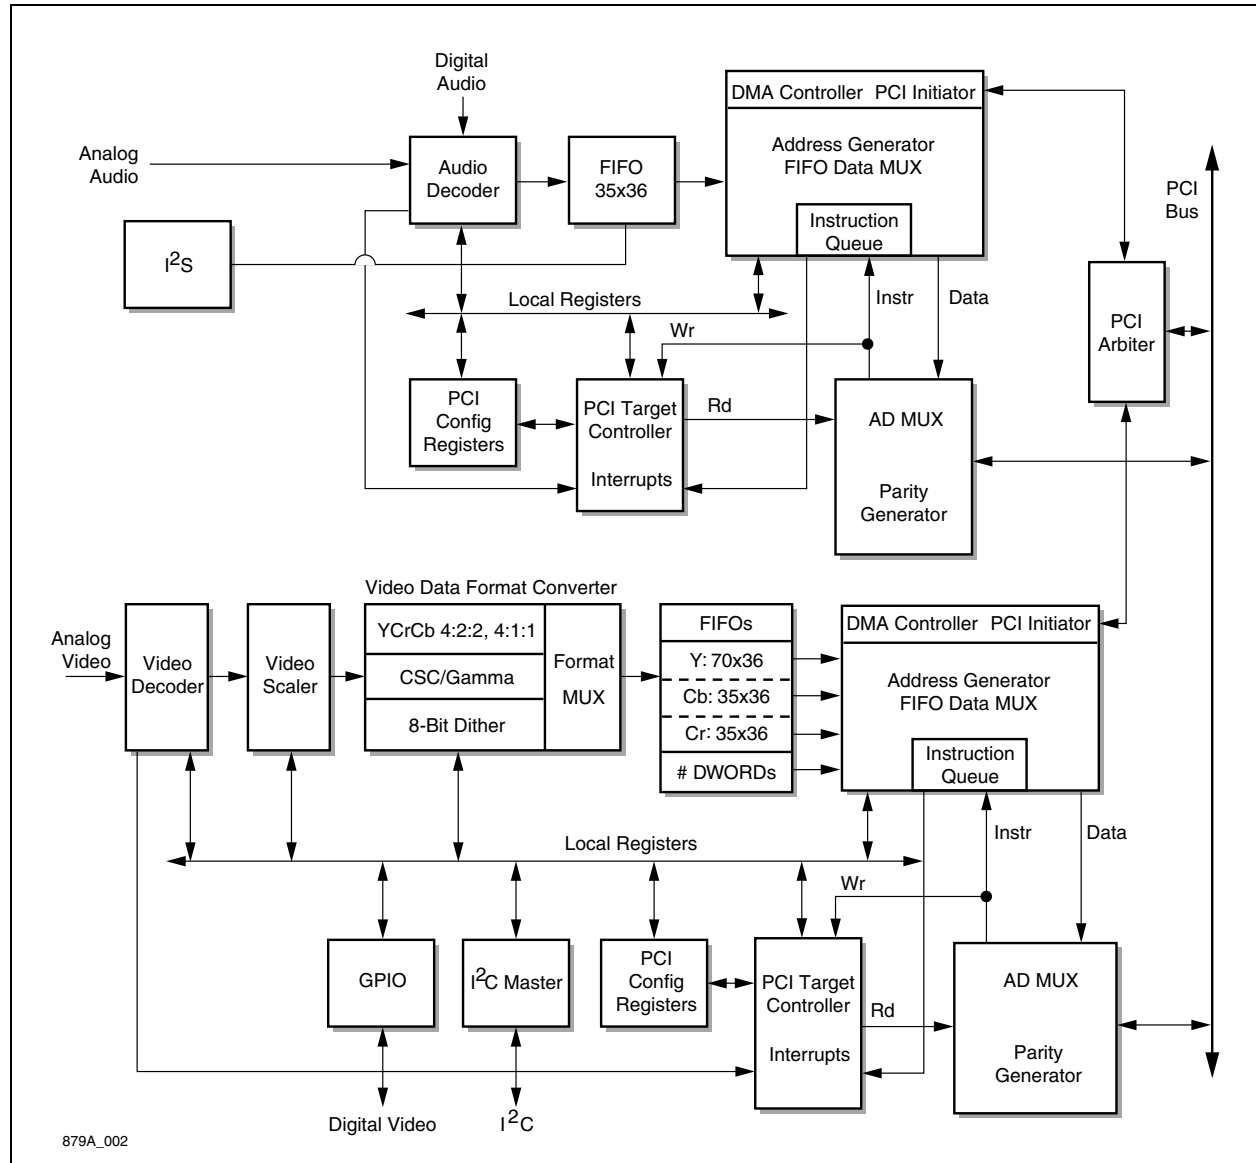 Digital
Audio
DMA Controller PCI Initiator
Analog
Audio
Audio
Decoder
FIFO
35x36
Address Generator
FIFO Data MUX
PCI
Bus
Instruction
Queue
I²S
Local Registers
Instr
Data
PCI
Arbiter
Wr
PCI
Config
Registers
PCI Target
Controller
Interrupts
Rd
AD MUX
Parity
Generator
Video Data Format Converter
Analog
Video
Video
Decoder
Video
Scaler
YCrCb 4:2:2, 4:1:1
CSC/Gamma
8-Bit Dither
Format
MUX
FIFOs
Y: 70x36
Cb: 35x36
Cr: 35x36
# DWORDs
DMA Controller PCI Initiator
Address Generator
FIFO Data MUX
Instruction
Queue
Local Registers
Instr
Data
Wr
GPIO
I²C Master
PCI
Config
Registers
PCI Target
Controller
Interrupts
Rd
AD MUX
Parity
Generator
Digital Video
I²C
879A_002